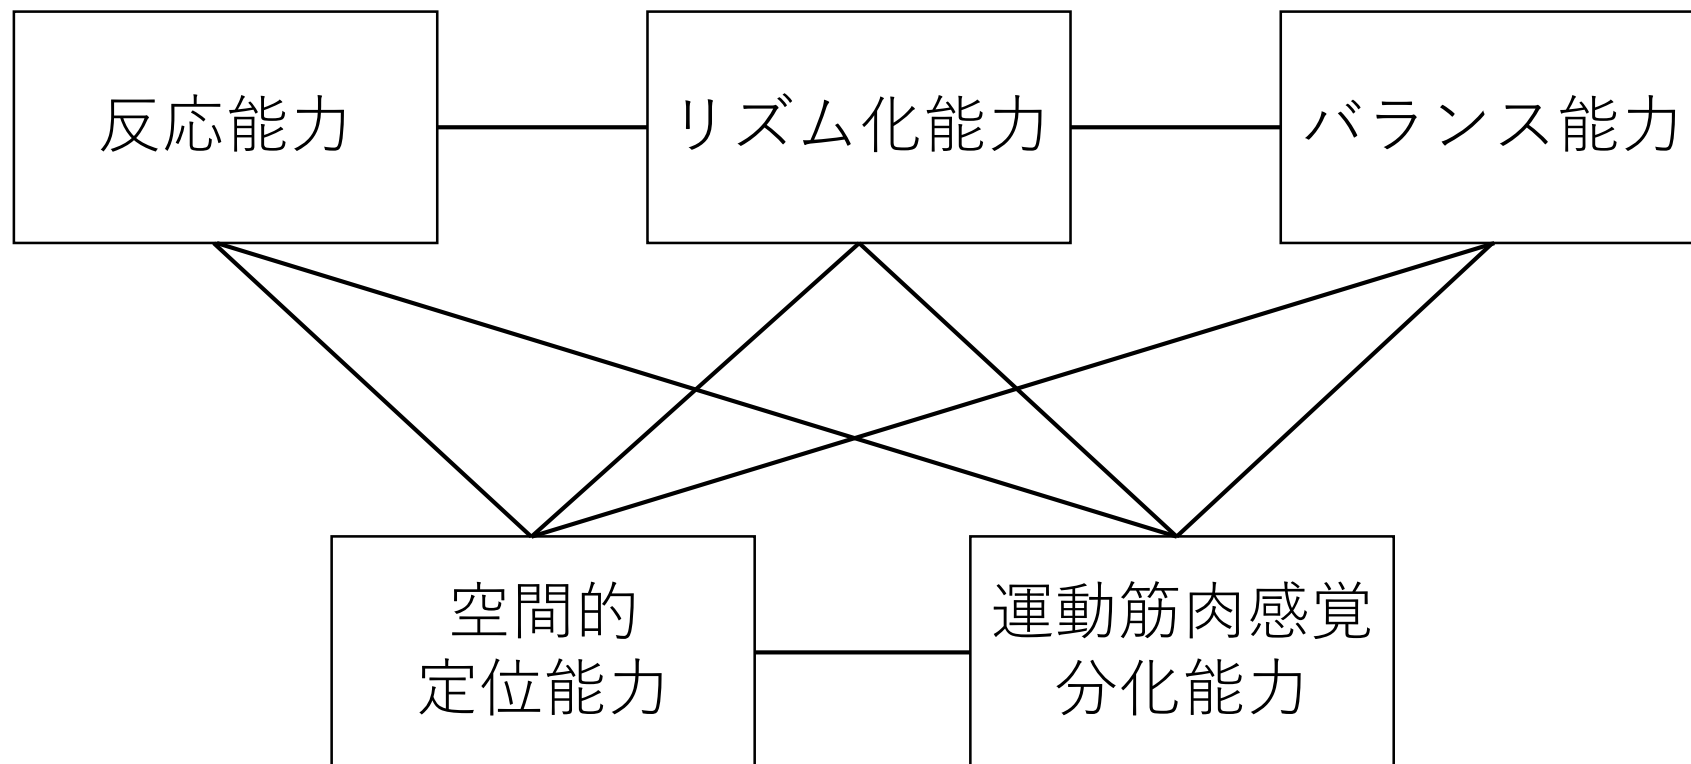 反応能力
リズム化能力
バランス能力
空間的
定位能力
運動筋肉感覚
分化能力